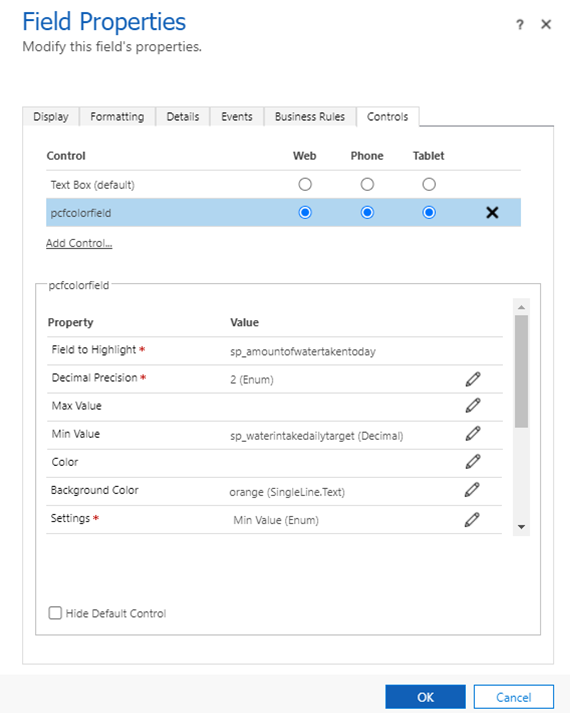 Field Properties
? ×
Modify this field's properties.
Display Formatting Details Events Business Rules Controls
Control Web Phone Tablet
Text Box (default)
pcfcolorfield
Add Control...
pcfcolorfield
Property Value
Field to Highlight * sp_amountofwatertakentoday
Decimal Precision * 2 (Enum)
Max Value
Min Value sp_waterintakedailytarget (Decimal)
Color
Background Color orange (SingleLine.Text)
Settings * Min Value (Enum)
Hide Default Control
OK Cancel